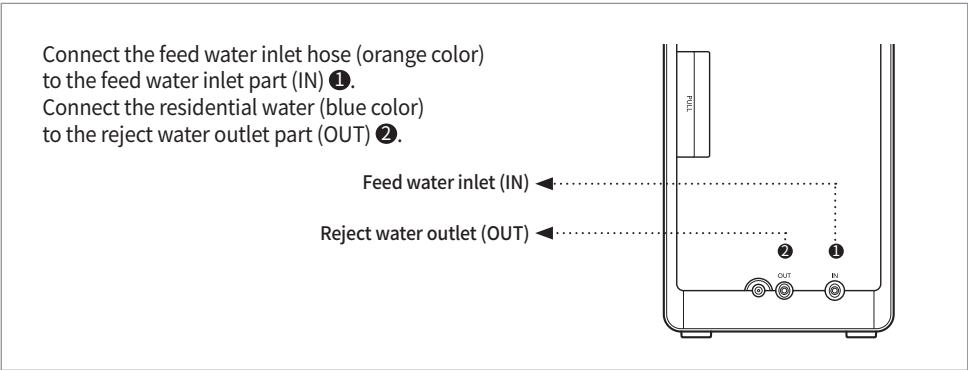 Connect the feed water inlet hose (orange color)
to the feed water inlet part (IN) ❶.
Connect the residential water (blue color)
to the reject water outlet part (OUT) ❷.
PULL
Feed water inlet (IN)
Reject water outlet (OUT)
❷ ❶
OUT IN